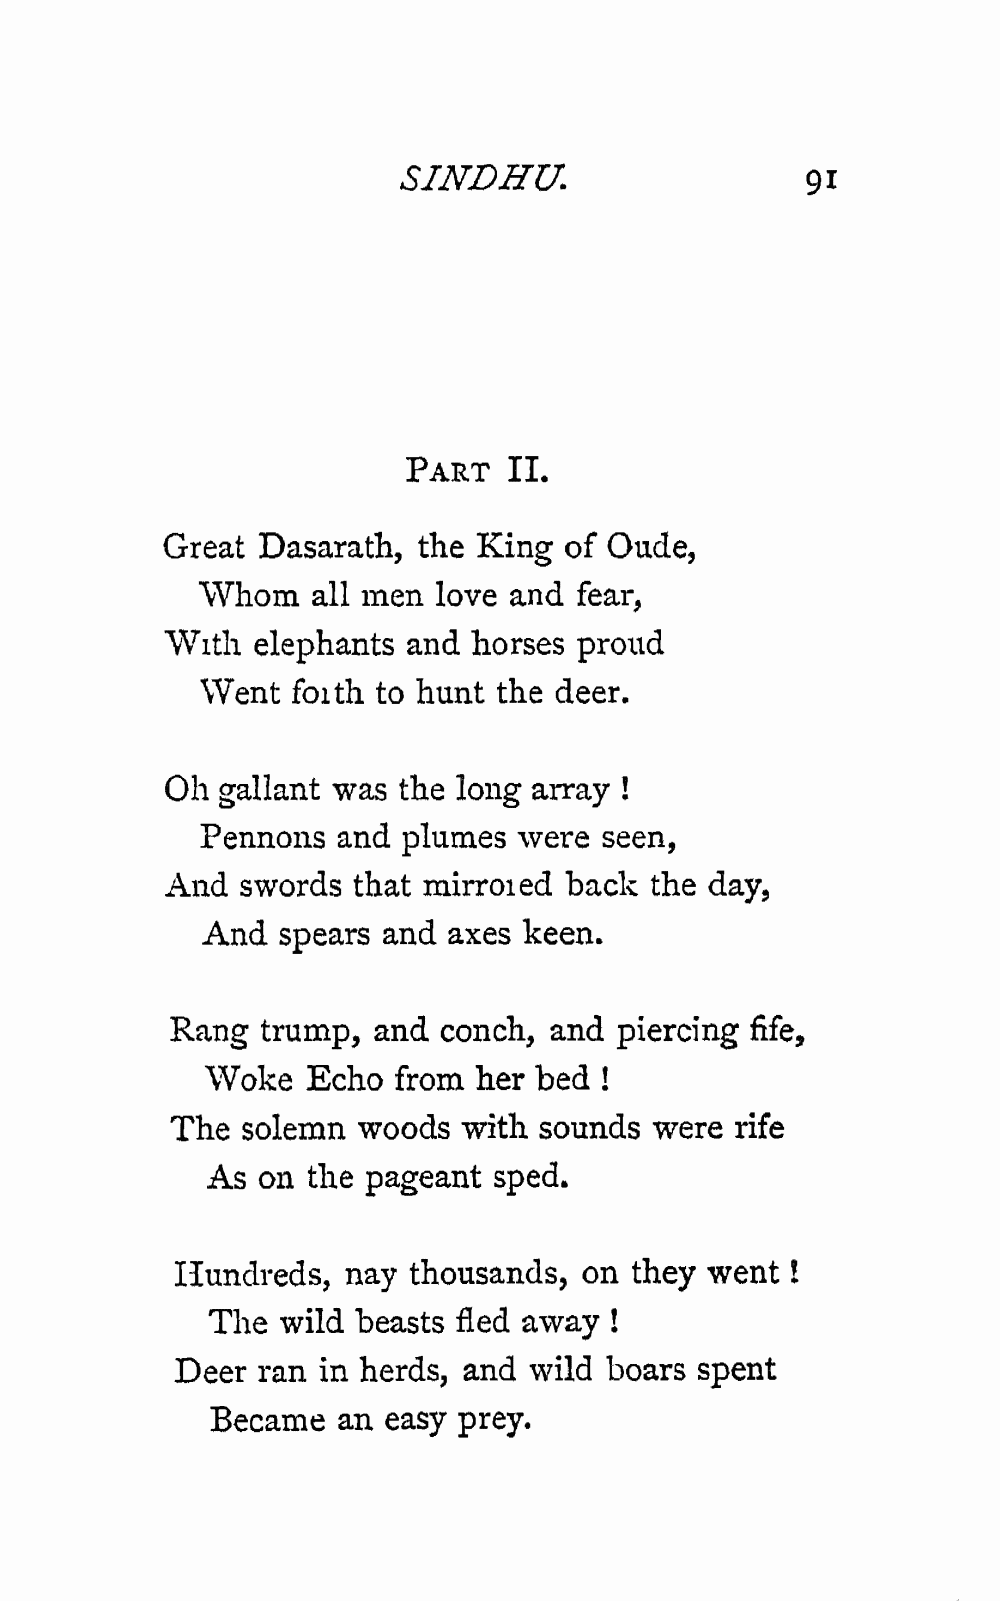 SINDHU. 91
PART II.
Great Dasarath, the King of Oude,
Whom all men love and fear,
With elephants and horses proud
Went forth to hunt the deer.
Oh gallant was the long array !
Pennons and plumes were seen,
And swords that mirrored back the day,
And spears and axes keen.
Rang trump, and conch, and piercing fife,
Woke Echo from her bed !
The solemn woods with sounds were rife
As on the pageant sped.
Hundreds, nay thousands, on they went !
The wild beasts fled away !
Deer ran in herds, and wild boars spent
Became an easy prey.